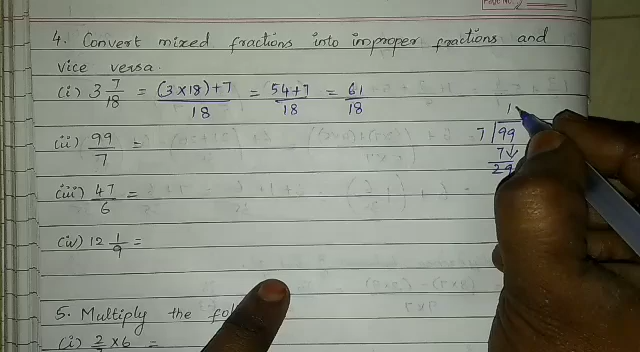 4. Convert mixed fractions into improper fractions and
vice versa.
(i) 3 7/18 = (3×18)+7/18 = 54+7/18 = 61/18
(ii) 99/7 =
1
7 99
7↓
29
(iii) 47/6 =
(iv) 12 1/9 =
5. Multiply the
(i) 2/ ×6 =